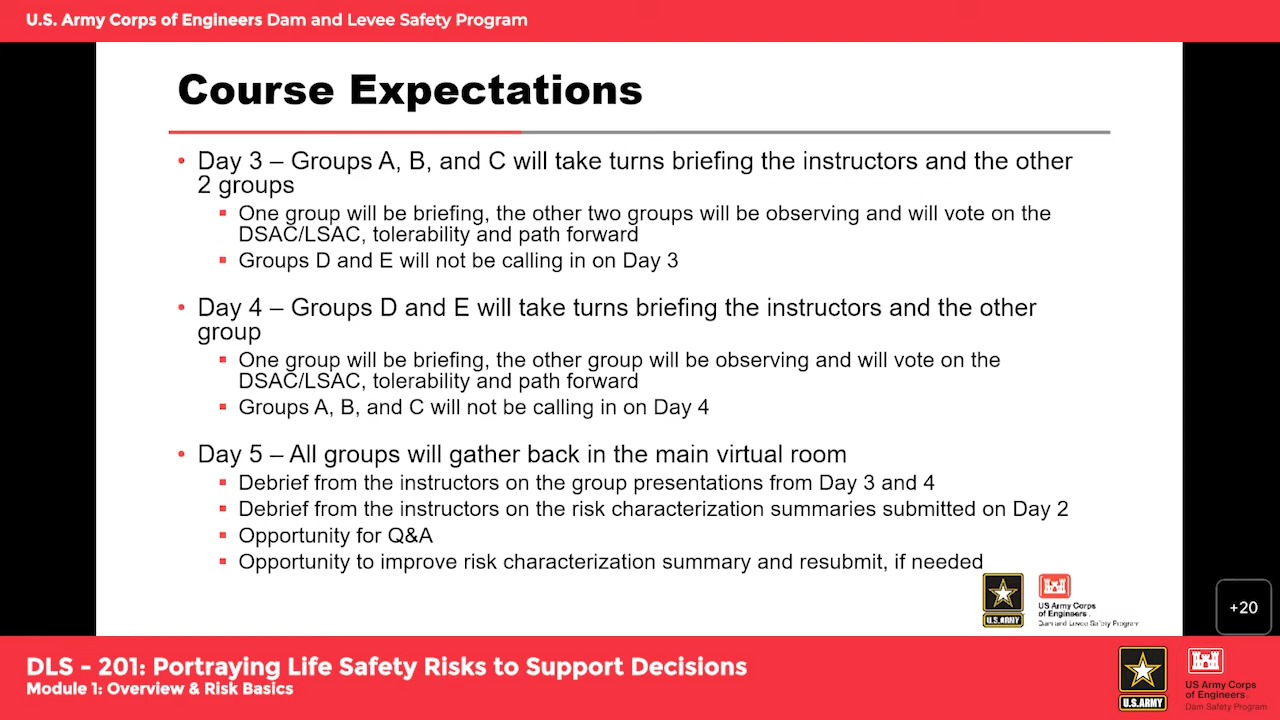 U.S. Army Corps of Engineers Dam and Levee Safety Program
Course Expectations
• Day 3 – Groups A, B, and C will take turns briefing the instructors and the other
2 groups
▪ One group will be briefing, the other two groups will be observing and will vote on the
DSAC/LSAC, tolerability and path forward
▪ Groups D and E will not be calling in on Day 3
• Day 4 – Groups D and E will take turns briefing the instructors and the other
group
▪ One group will be briefing, the other group will be observing and will vote on the
DSAC/LSAC, tolerability and path forward
▪ Groups A, B, and C will not be calling in on Day 4
• Day 5 – All groups will gather back in the main virtual room
▪ Debrief from the instructors on the group presentations from Day 3 and 4
▪ Debrief from the instructors on the risk characterization summaries submitted on Day 2
▪ Opportunity for Q&A
▪ Opportunity to improve risk characterization summary and resubmit, if needed
U.S. ARMY
US Army Corps
of Engineers.
Dam and Levee Safety Program
+20
DLS - 201: Portraying Life Safety Risks to Support Decisions
Module 1: Overview & Risk Basics
U.S. ARMY
US Army Corps
of Engineers.
Dam Safety Program